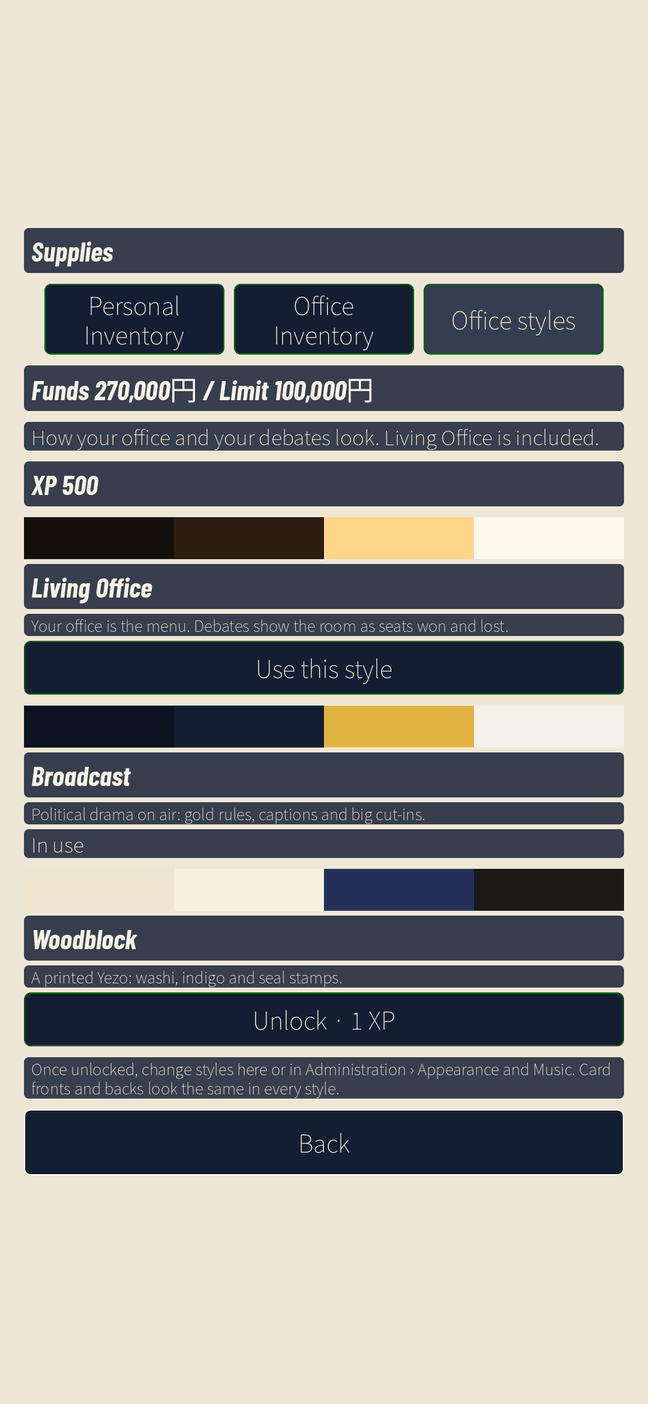 Supplies
Personal
Inventory
Office
Inventory
Office styles
Funds 270,000円 / Limit 100,000円
How your office and your debates look. Living Office is included.
XP 500
Living Office
Your office is the menu. Debates show the room as seats won and lost.
Use this style
Broadcast
Political drama on air: gold rules, captions and big cut-ins.
In use
Woodblock
A printed Yezo: washi, indigo and seal stamps.
Unlock · 1 XP
Once unlocked, change styles here or in Administration › Appearance and Music. Card
fronts and backs look the same in every style.
Back